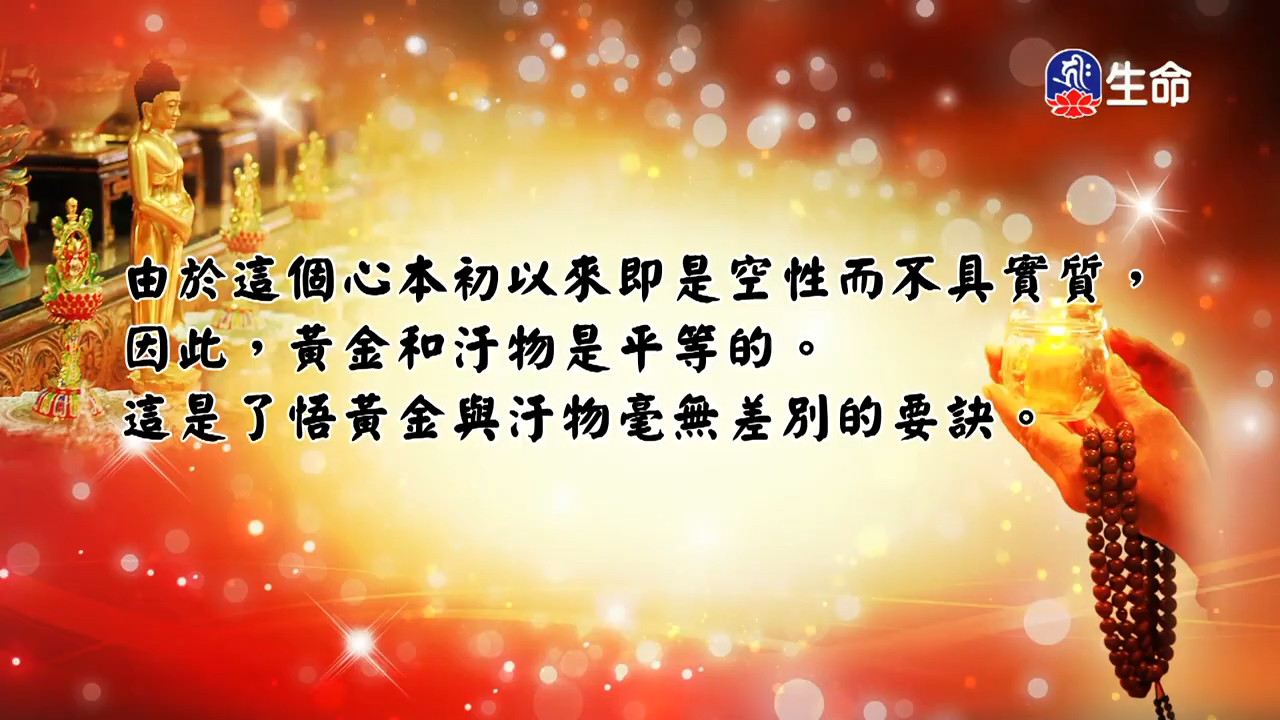 生命
由於這個心本初以來即是空性而不具實質，
因此，黃金和汙物是平等的。
這是了悟黃金與汙物毫無差別的要訣。